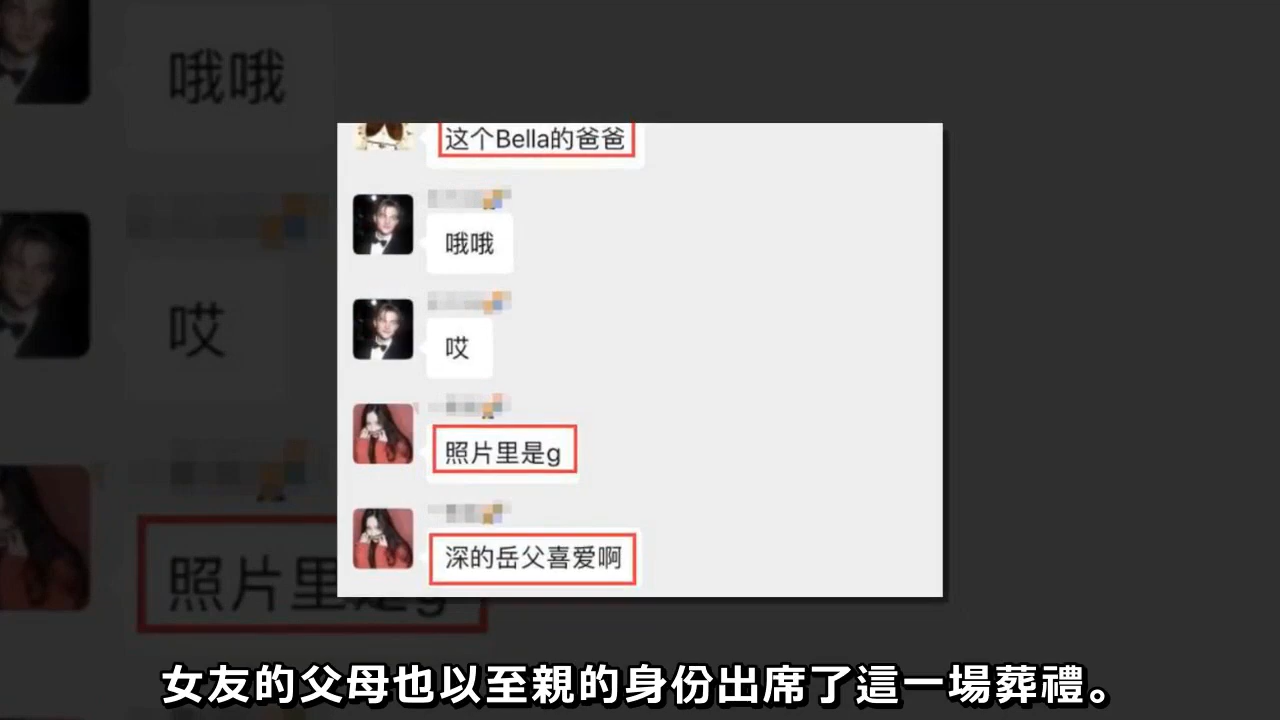 哦哦
哎
照片里是g
这个Bella的爸爸
哦哦
哎
照片里是g
深的岳父喜爱啊
女友的父母也以至親的身份出席了這一場葬禮。